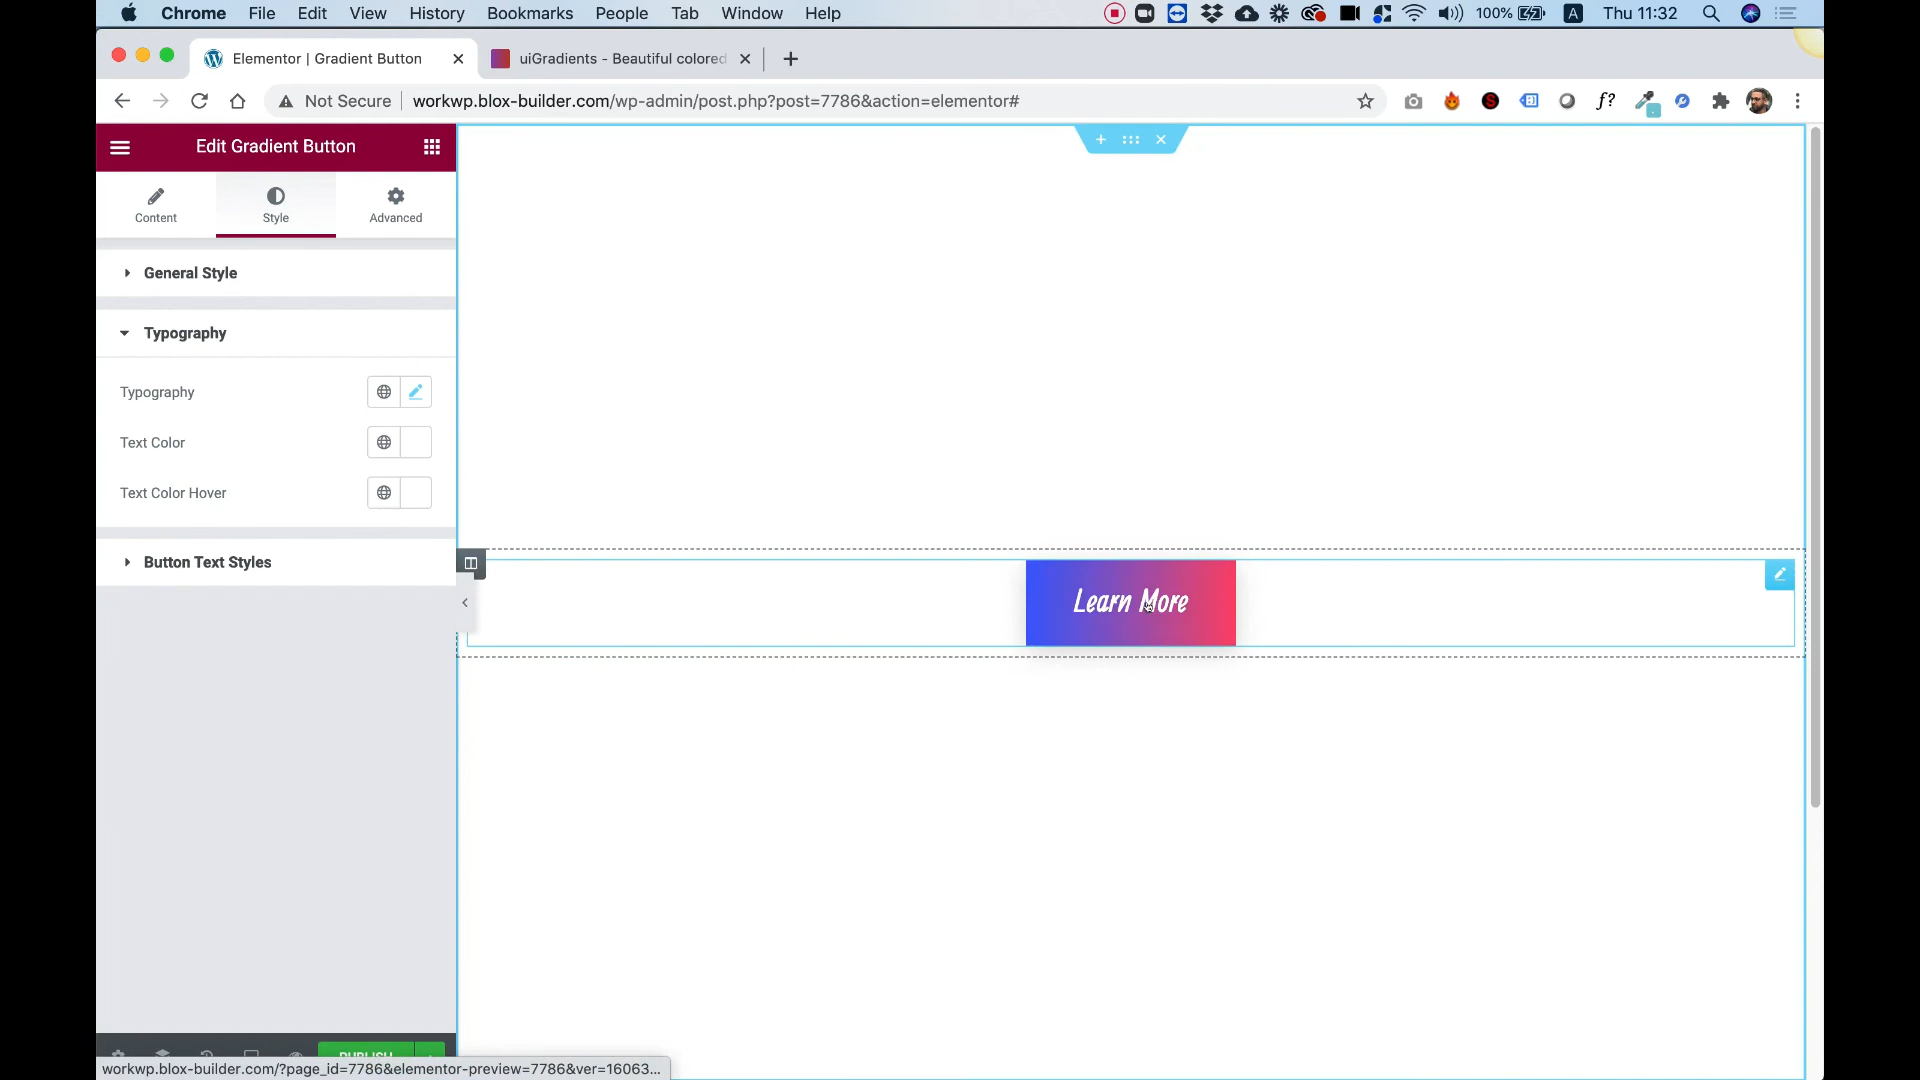 Chrome File Edit View History Bookmarks People Tab Window Help 100% A Thu 11:32
Elementor | Gradient Button
uiGradients - Beautiful colored
Not Secure workwp.blox-builder.com/wp-admin/post.php?post=7786&action=elementor#
f?
Edit Gradient Button
Content Style Advanced
General Style
Typography
Typography
Text Color
Text Color Hover
Button Text Styles
Learn More
PUBLISH
workwp.blox-builder.com/?page_id=7786&elementor-preview=7786&ver=16063...